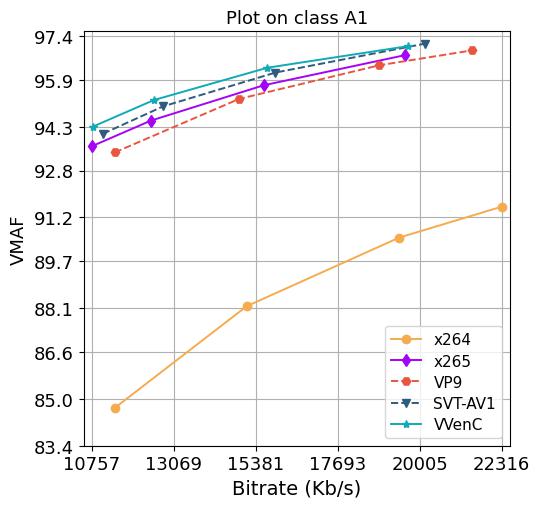 Plot on class A1
97.4
95.9
94.3
92.8
91.2
89.7
88.1
86.6
85.0
83.4
VMAF
x264
x265
VP9
SVT-AV1
VVenC
10757 13069 15381 17693 20005 22316
Bitrate (Kb/s)